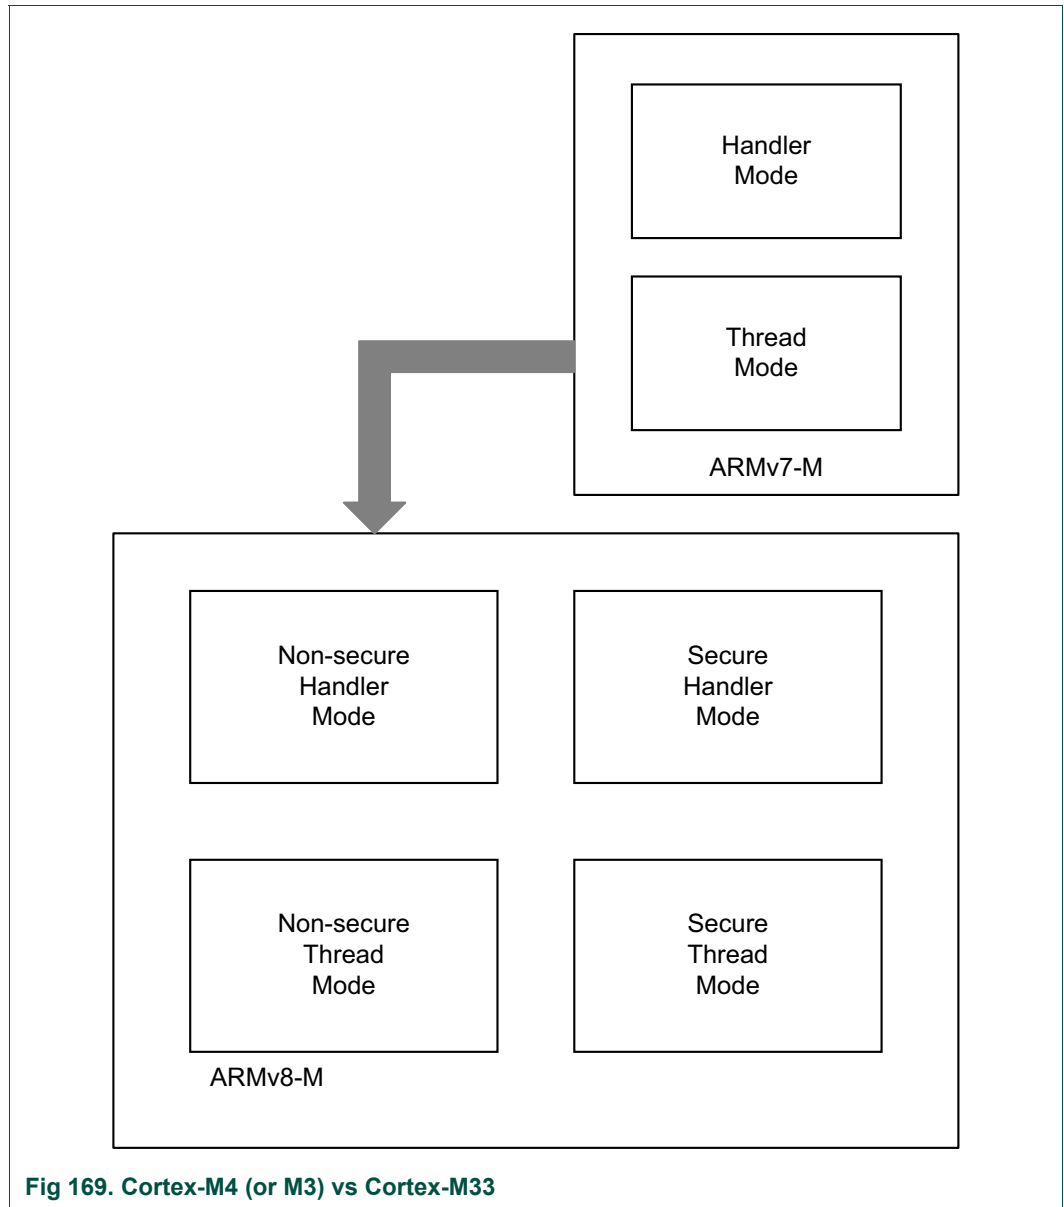 Handler
Mode
Thread
Mode
ARMv7-M
Non-secure
Handler
Mode
Secure
Handler
Mode
Non-secure
Thread
Mode
Secure
Thread
Mode
ARMv8-M
Fig 169. Cortex-M4 (or M3) vs Cortex-M33